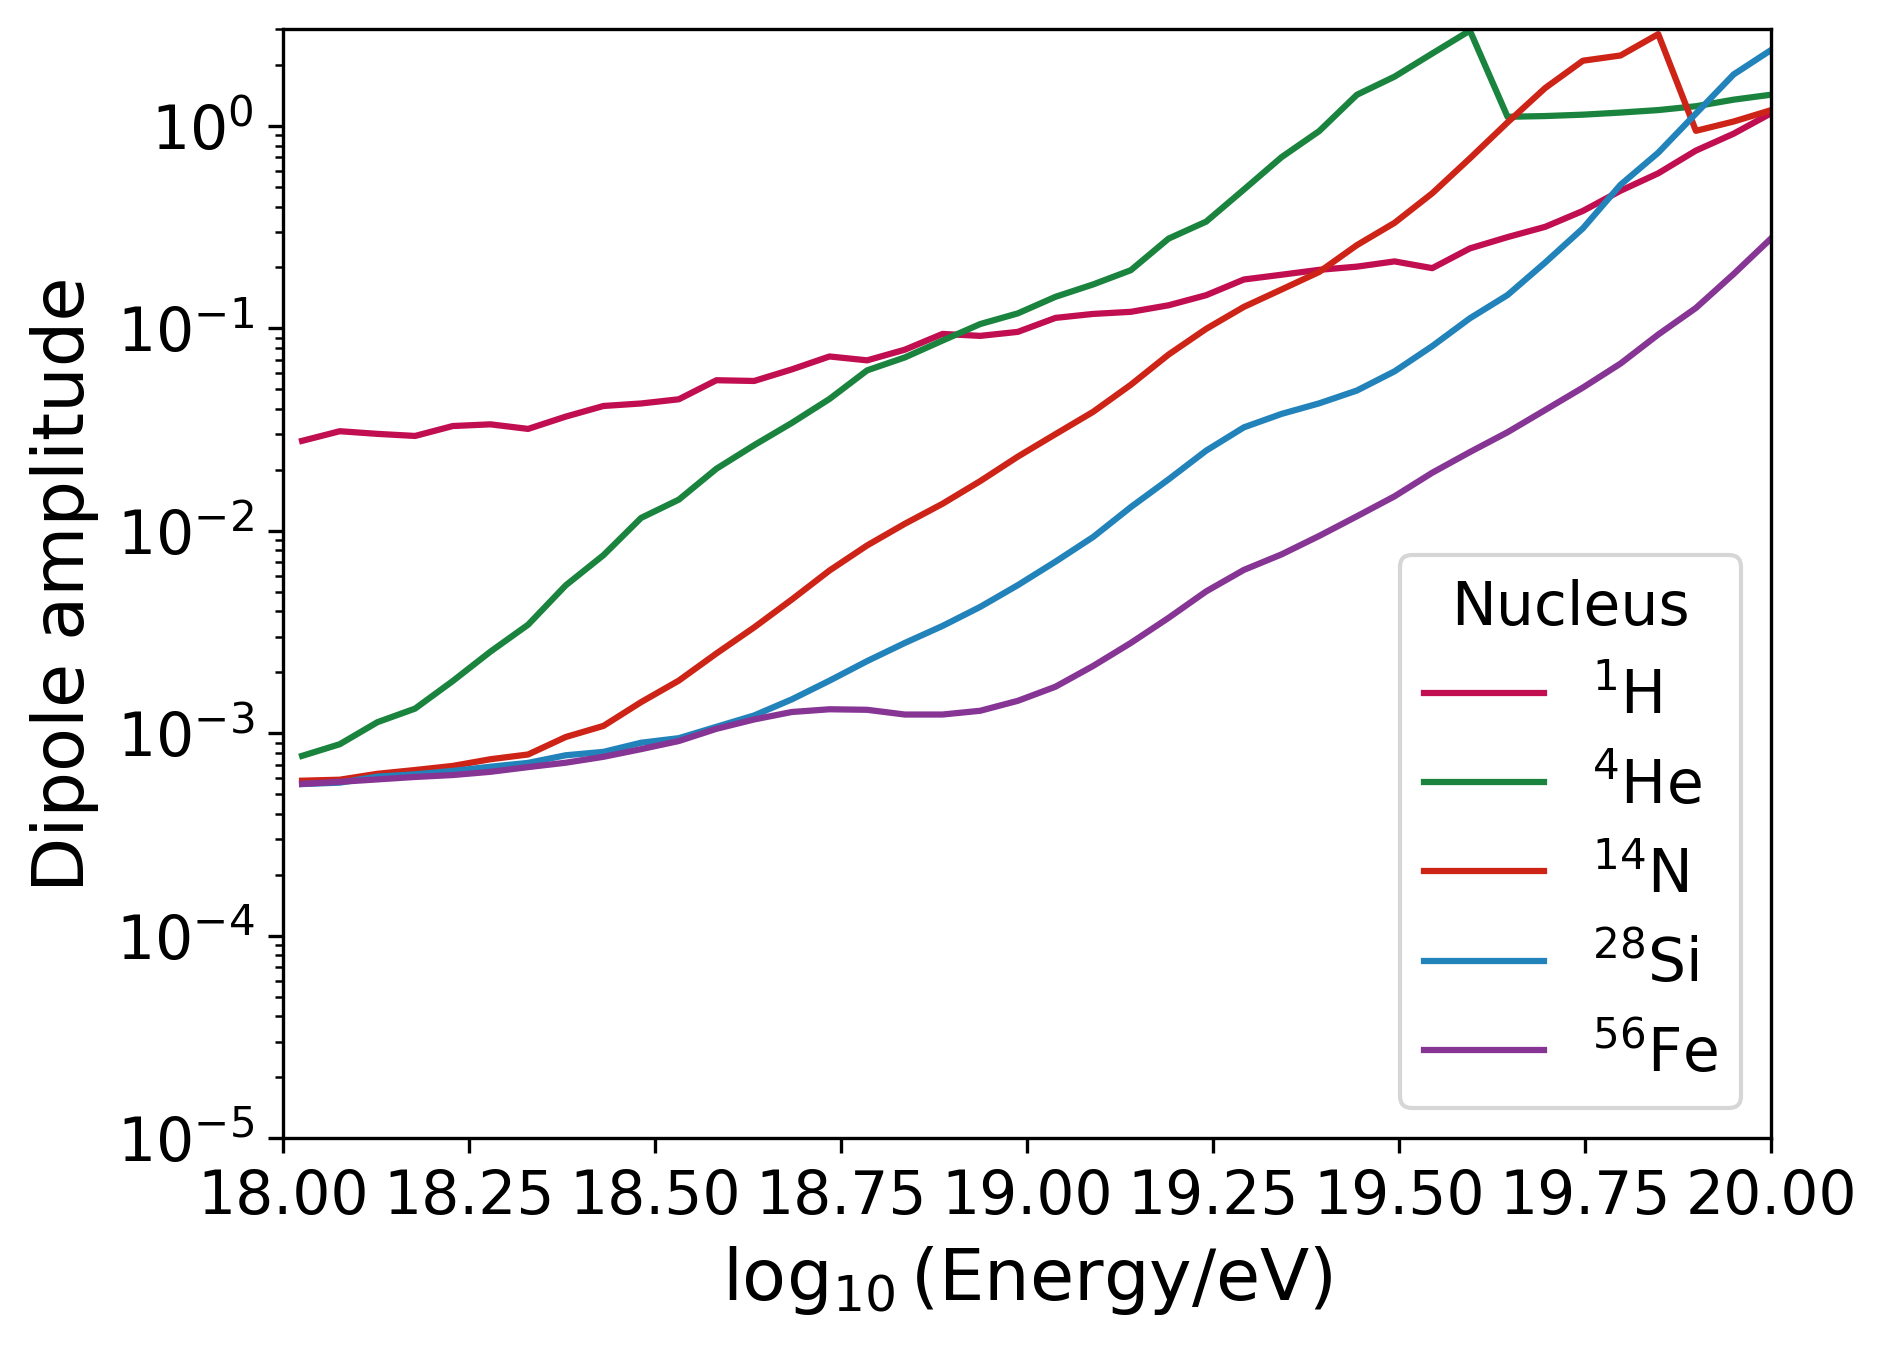 10⁰
10⁻¹
10⁻²
10⁻³
10⁻⁴
10⁻⁵
Dipole amplitude
Nucleus
¹H
⁴He
¹⁴N
²⁸Si
⁵⁶Fe
18.00 18.25 18.50 18.75 19.00 19.25 19.50 19.75 20.00
log₁₀ (Energy/eV)